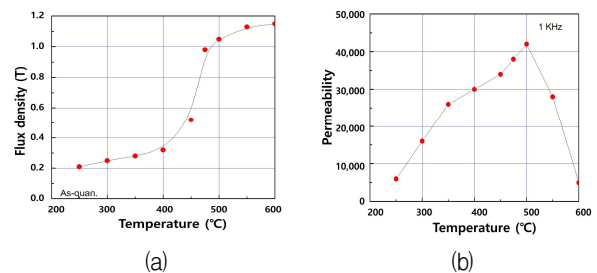 1.2
1.0
0.8
0.6
0.4
0.2
0.0
Flux density (T)
As-quan.
200 300 400 500 600
Temperature (℃)
(a)
50,000
40,000
30,000
20,000
10,000
0
Permeability
1 KHz
200 300 400 500 600
Temperature (℃)
(b)